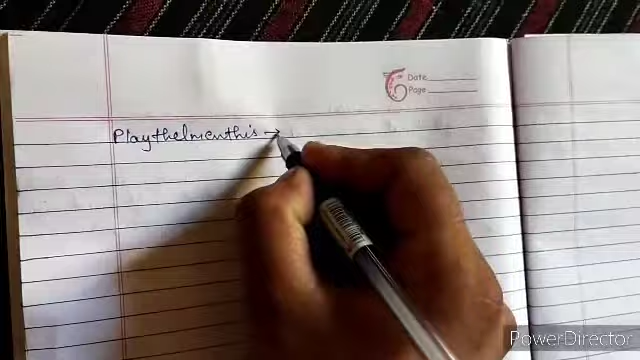 Date
Page
Playthelmenthis →
PowerDirector